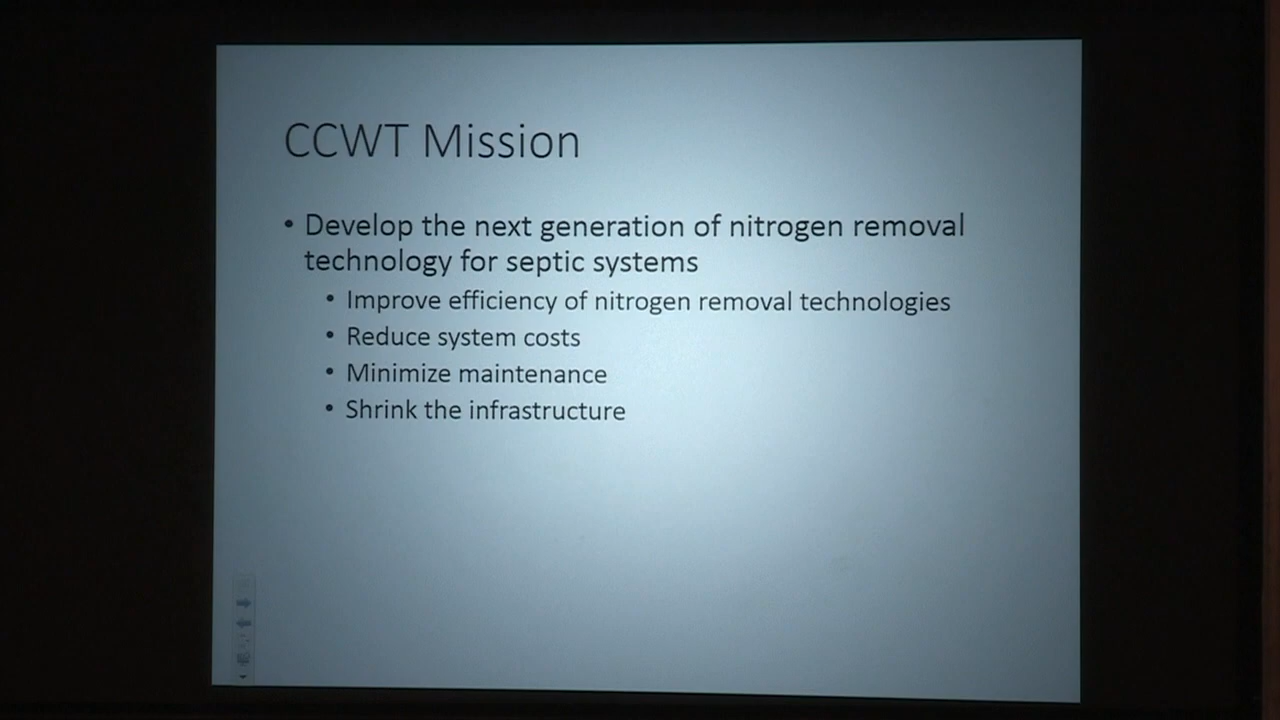 CCWT Mission
• Develop the next generation of nitrogen removal
technology for septic systems
• Improve efficiency of nitrogen removal technologies
• Reduce system costs
• Minimize maintenance
• Shrink the infrastructure